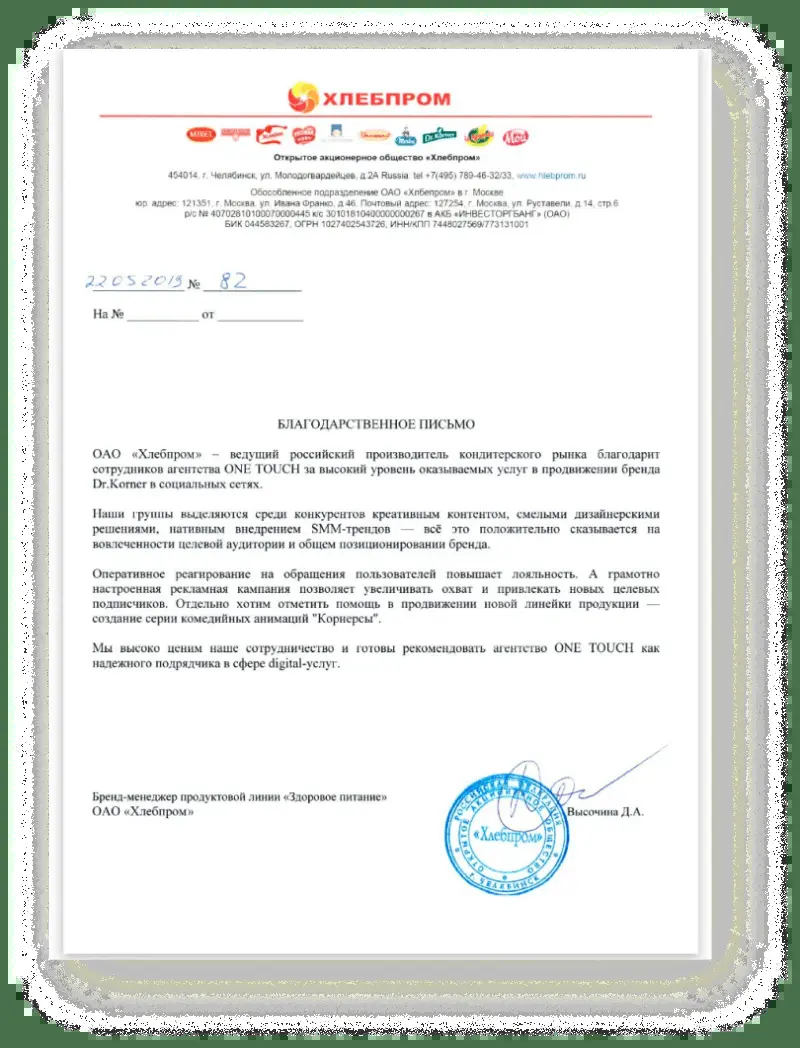 ХЛЕБПРОМ
Dr. Korner
Открытое акционерное общество «Хлебпром»
454014, г. Челябинск, ул. Молодогвардейцев, д.2А Russia tel +7(495) 789-46-32/33, www.hlebprom.ru
Обособленное подразделение ОАО «Хлебпром» в г. Москве
юр. адрес: 121351, г. Москва, ул. Ивана Франко, д.46. Почтовый адрес: 127254, г. Москва, ул. Руставели, д.14, стр.6
р/с № 40702810100070000445 к/с 30101810400000000267 в АКБ «ИНВЕСТОРГБАНГ» (ОАО)
БИК 044583267, ОГРН 1027402543726, ИНН/КПП 7448027569/773131001
22052019 № 82
На № ___________ от _____________
БЛАГОДАРСТВЕННОЕ ПИСЬМО
ОАО «Хлебпром» – ведущий российский производитель кондитерского рынка благодарит
сотрудников агентства ONE TOUCH за высокий уровень оказываемых услуг в продвижении бренда
Dr.Korner в социальных сетях.
Наши группы выделяются среди конкурентов креативным контентом, смелыми дизайнерскими
решениями, нативным внедрением SMM-трендов — всё это положительно сказывается на
вовлеченности целевой аудитории и общем позиционировании бренда.
Оперативное реагирование на обращения пользователей повышает лояльность. А грамотно
настроенная рекламная кампания позволяет увеличивать охват и привлекать новых целевых
подписчиков. Отдельно хотим отметить помощь в продвижении новой линейки продукции —
создание серии комедийных анимаций "Корнерсы".
Мы высоко ценим наше сотрудничество и готовы рекомендовать агентство ONE TOUCH как
надежного подрядчика в сфере digital-услуг.
Бренд-менеджер продуктовой линии «Здоровое питание»
ОАО «Хлебпром»
Высочина Д.А.
РОССИЙСКАЯ ФЕДЕРАЦИЯ
ОТКРЫТОЕ АКЦИОНЕРНОЕ ОБЩЕСТВО
«Хлебпром»
Г. ЧЕЛЯБИНСК